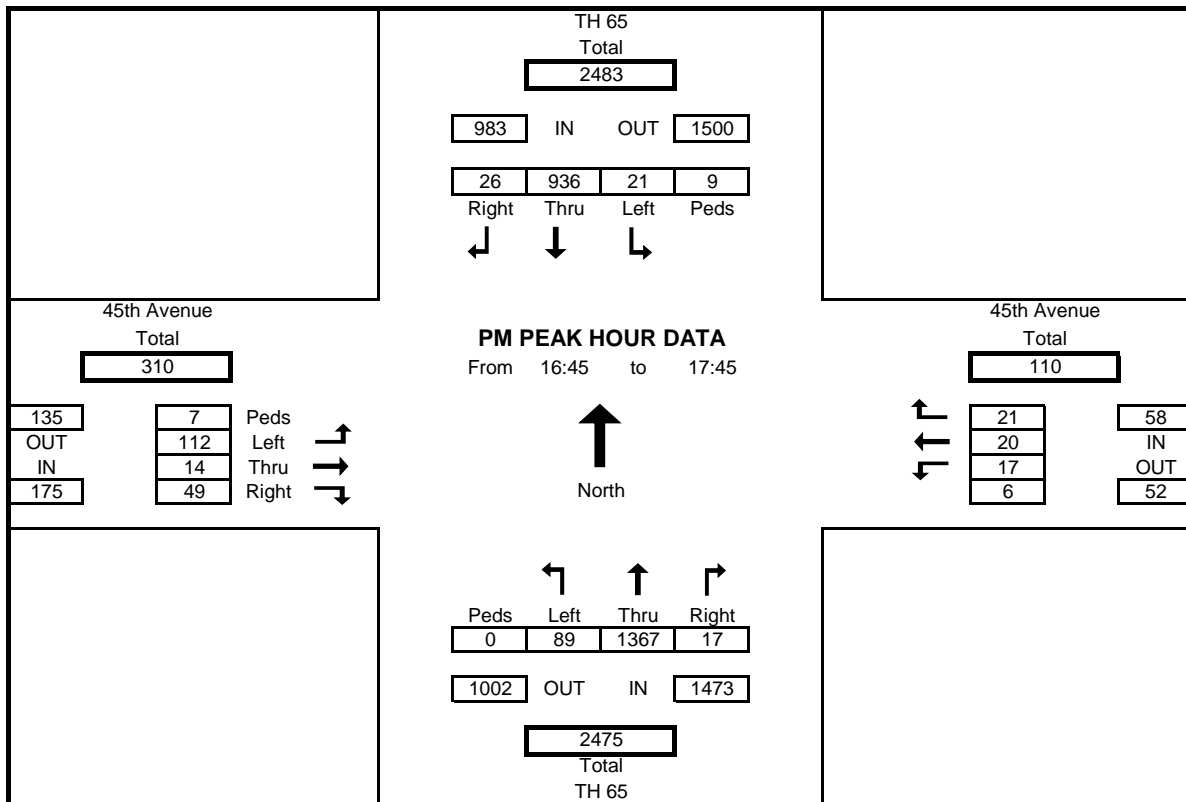 TH 65
Total
2483
983 IN OUT 1500
26 936 21 9
Right Thru Left Peds
45th Avenue
Total
310
135 7 Peds
OUT 112 Left
IN 14 Thru
175 49 Right
PM PEAK HOUR DATA
From 16:45 to 17:45
North
45th Avenue
Total
110
21 58
20 IN
17 OUT
6 52
Peds Left Thru Right
0 89 1367 17
1002 OUT IN 1473
2475
Total
TH 65